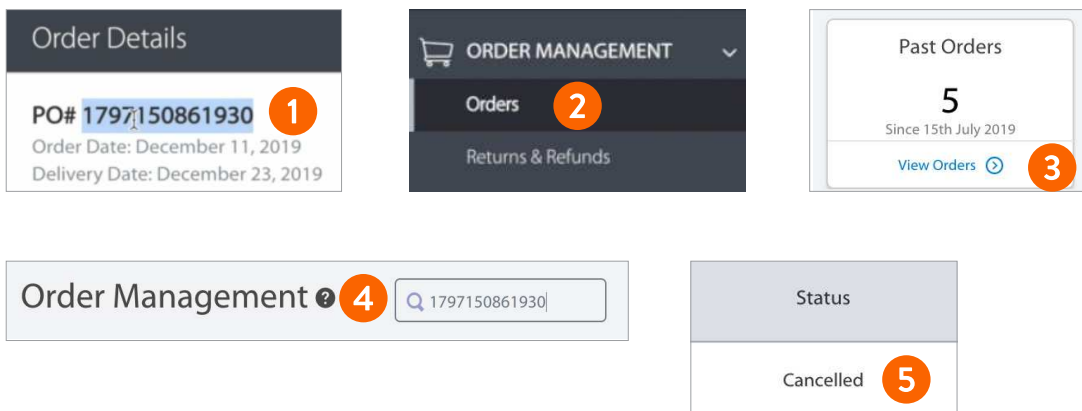 Order Details
PO# 1797150861930
1
Order Date: December 11, 2019
Delivery Date: December 23, 2019
ORDER MANAGEMENT
Orders
2
Returns & Refunds
Past Orders
5
Since 15th July 2019
View Orders
3
Order Management ?
4
1797150861930
Status
Cancelled
5